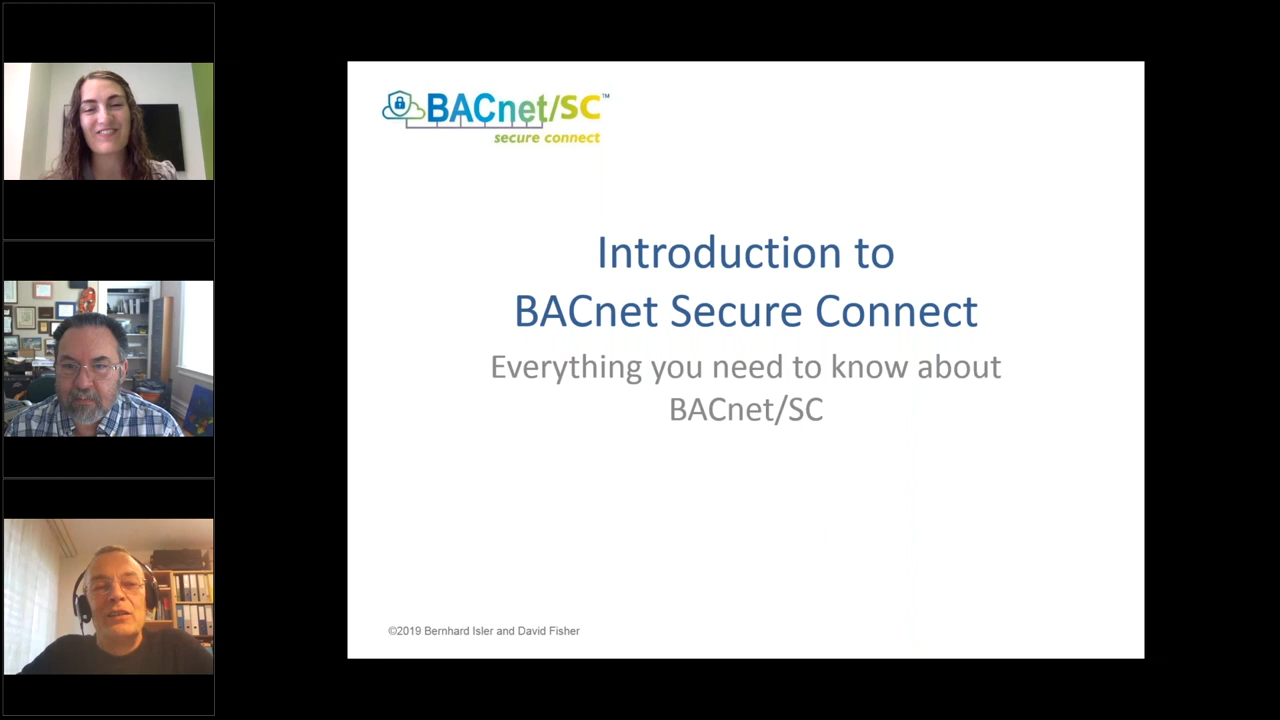 BACnet/SC™
secure connect
Introduction to
BACnet Secure Connect
Everything you need to know about
BACnet/SC
©2019 Bernhard Isler and David Fisher